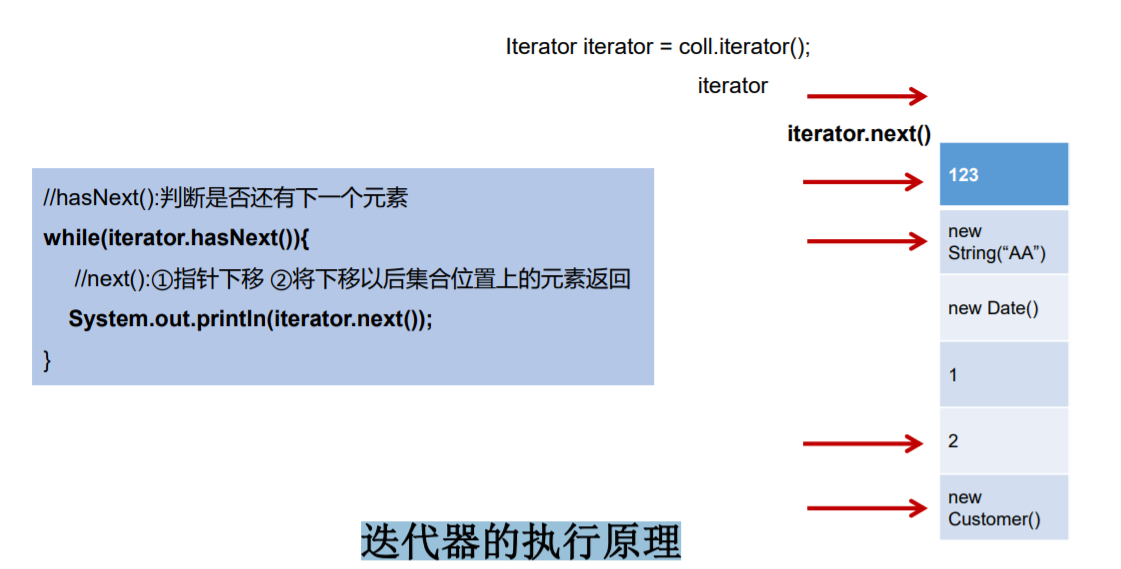 Iterator iterator = coll.iterator();
iterator
iterator.next()
//hasNext():判断是否还有下一个元素
while(iterator.hasNext()){
//next():①指针下移 ②将下移以后集合位置上的元素返回
System.out.println(iterator.next());
}
123
new
String(“AA”)
new Date()
1
2
new
Customer()
迭代器的执行原理